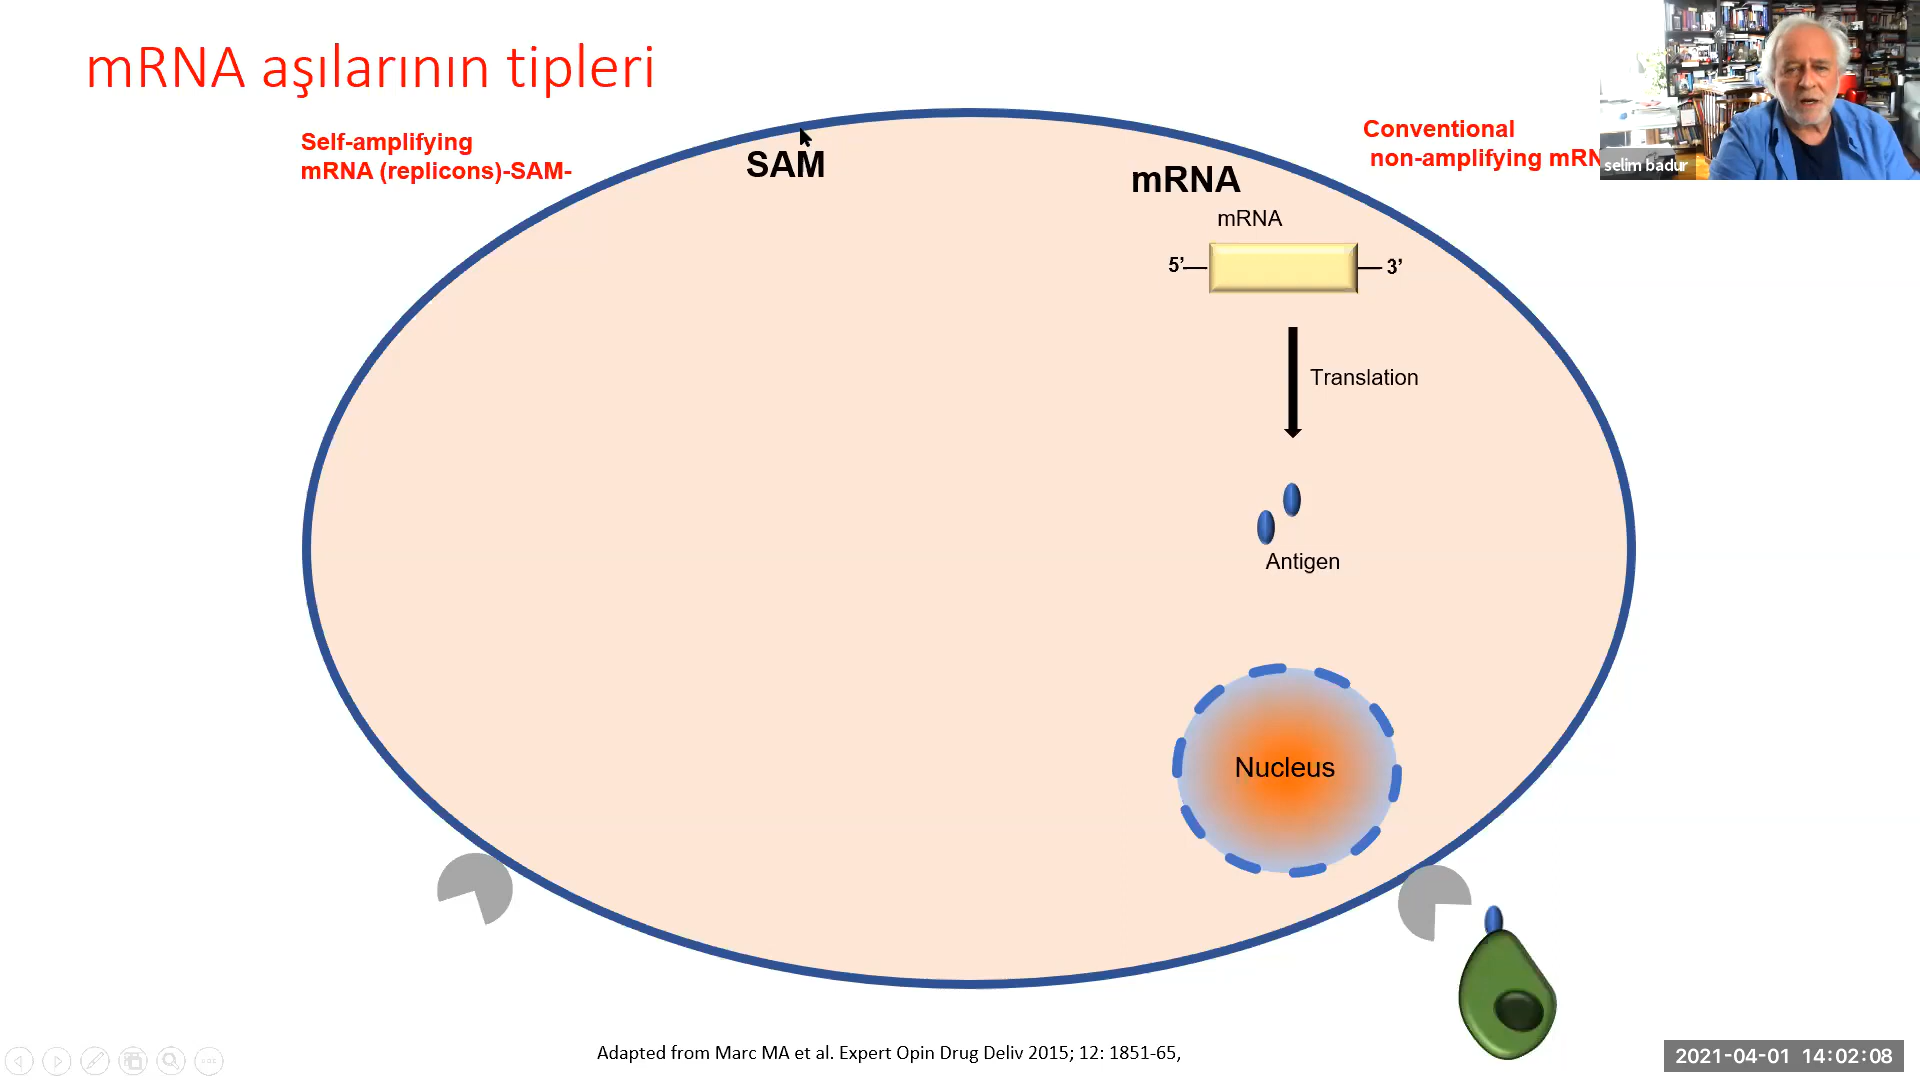 mRNA aşılarının tipleri
Self-amplifying
mRNA (replicons)-SAM-
SAM
mRNA
Conventional
non-amplifying mRN
selim badur
mRNA
5’
3’
Translation
Antigen
Nucleus
Adapted from Marc MA et al. Expert Opin Drug Deliv 2015; 12: 1851-65,
2021-04-01 14:02:08